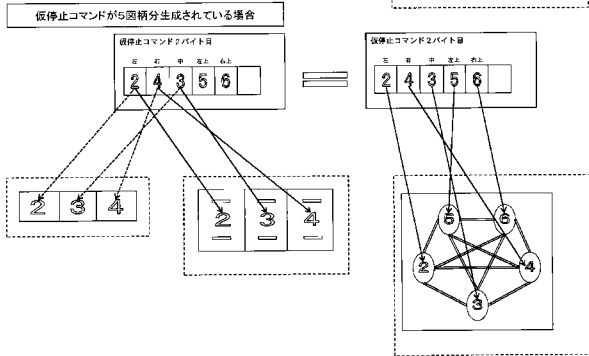 仮停止コマンドが5図柄分生成されている場合
仮停止コマンド2バイト目
左 右 中 左上 右上
2 4 3 5 6
仮停止コマンド2バイト目
左 右 中 左上 右上
2 4 3 5 6
2 3 4
2 3 4
5 6
2 4
3